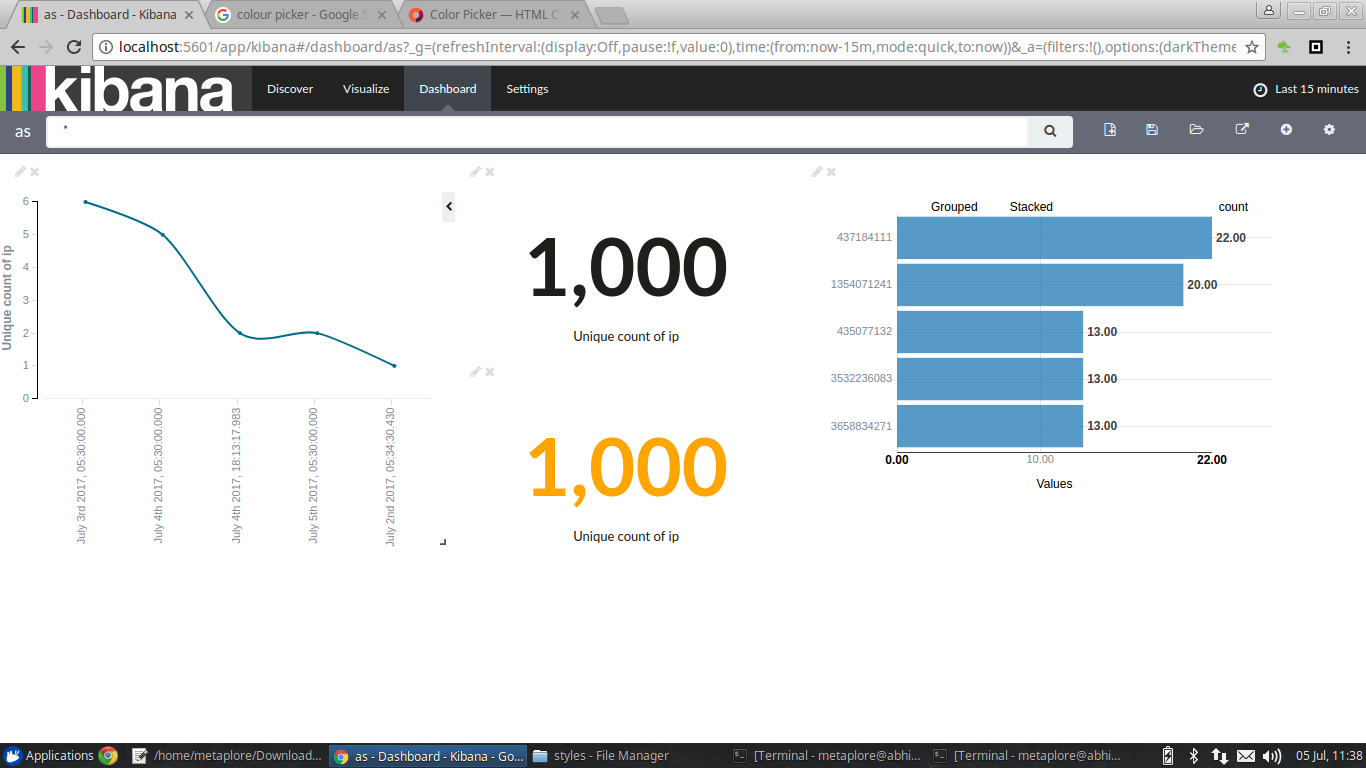 as - Dashboard - Kibana
colour picker - Google S
Color Picker — HTML C
localhost:5601/app/kibana#/dashboard/as?_g=(refreshInterval:(display:Off,pause:!f,value:0),time:(from:now-15m,mode:quick,to:now))&_a=(filters:!(),options:(darkTheme
kibana
Discover
Visualize
Dashboard
Settings
Last 15 minutes
as
*
Unique count of ip
6
5
4
3
2
1
0
July 3rd 2017, 05:30:00.000
July 4th 2017, 05:30:00.000
July 4th 2017, 18:13:17.983
July 5th 2017, 05:30:00.000
July 2nd 2017, 05:34:30.430
1,000
Unique count of ip
1,000
Unique count of ip
Grouped
Stacked
count
437184111
22.00
1354071241
20.00
435077132
13.00
3532236083
13.00
3658834271
13.00
0.00
10.00
22.00
Values
Applications
/home/metaplore/Download...
as - Dashboard - Kibana - Go...
styles - File Manager
[Terminal - metaplore@abhi...
[Terminal - metaplore@abhi...
05 Jul, 11:38